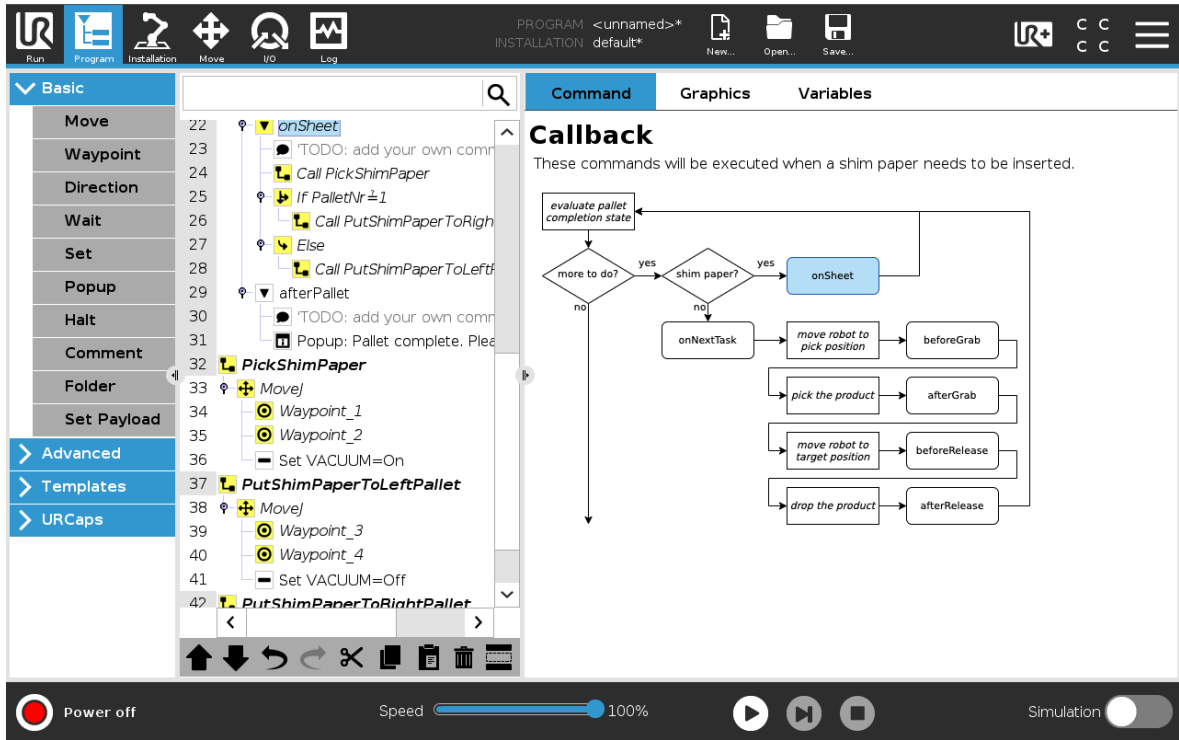 PROGRAM <unnamed>*
INSTALLATION default*
UR
Run
Program
Installation
Move
I/O
Log
New...
Open...
Save...
UR+
C C
C C
Basic
Move
Waypoint
Direction
Wait
Set
Popup
Halt
Comment
Folder
Set Payload
Advanced
Templates
URCaps
22 onSheet
23 'TODO: add your own comm
24 Call PickShimPaper
25 If PalletNr≟1
26 Call PutShimPaperToRigh
27 Else
28 Call PutShimPaperToLeft
29 afterPallet
30 'TODO: add your own comm
31 Popup: Pallet complete. Plea
32 PickShimPaper
33 MoveJ
34 Waypoint_1
35 Waypoint_2
36 Set VACUUM=On
37 PutShimPaperToLeftPallet
38 MoveJ
39 Waypoint_3
40 Waypoint_4
41 Set VACUUM=Off
42 PutShimPaperToRightPallet
Command Graphics Variables
Callback
These commands will be executed when a shim paper needs to be inserted.
evaluate pallet
completion state
more to do?
yes
shim paper?
yes
onSheet
no
no
onNextTask
move robot to
pick position
beforeGrab
pick the product
afterGrab
move robot to
target position
beforeRelease
drop the product
afterRelease
Power off
Speed
100%
Simulation